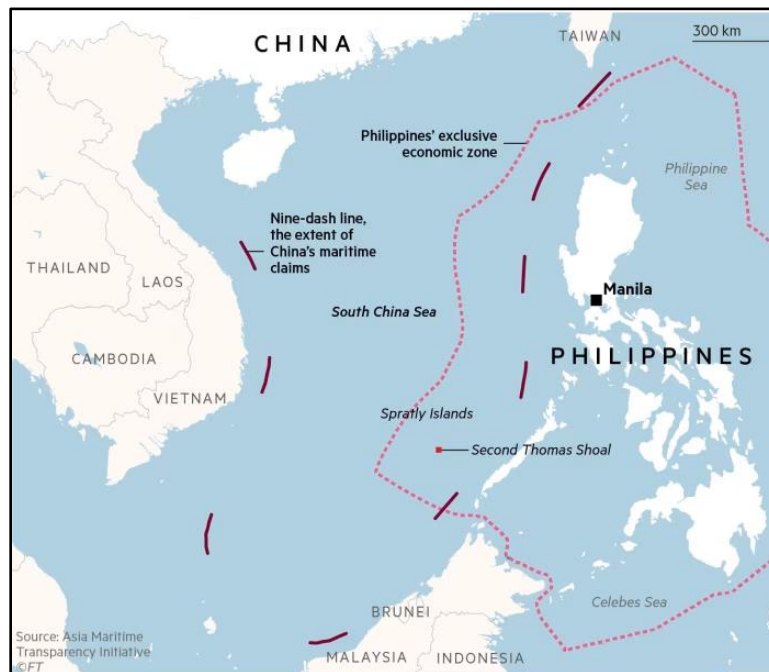 CHINA
TAIWAN
300 km
Philippines’ exclusive
economic zone
Philippine
Sea
Nine-dash line,
the extent of
China’s maritime
claims
THAILAND
LAOS
South China Sea
Manila
CAMBODIA
PHILIPPINES
VIETNAM
Spratly Islands
Second Thomas Shoal
BRUNEI
Celebes Sea
MALAYSIA
INDONESIA
Source: Asia Maritime
Transparency Initiative
©FT